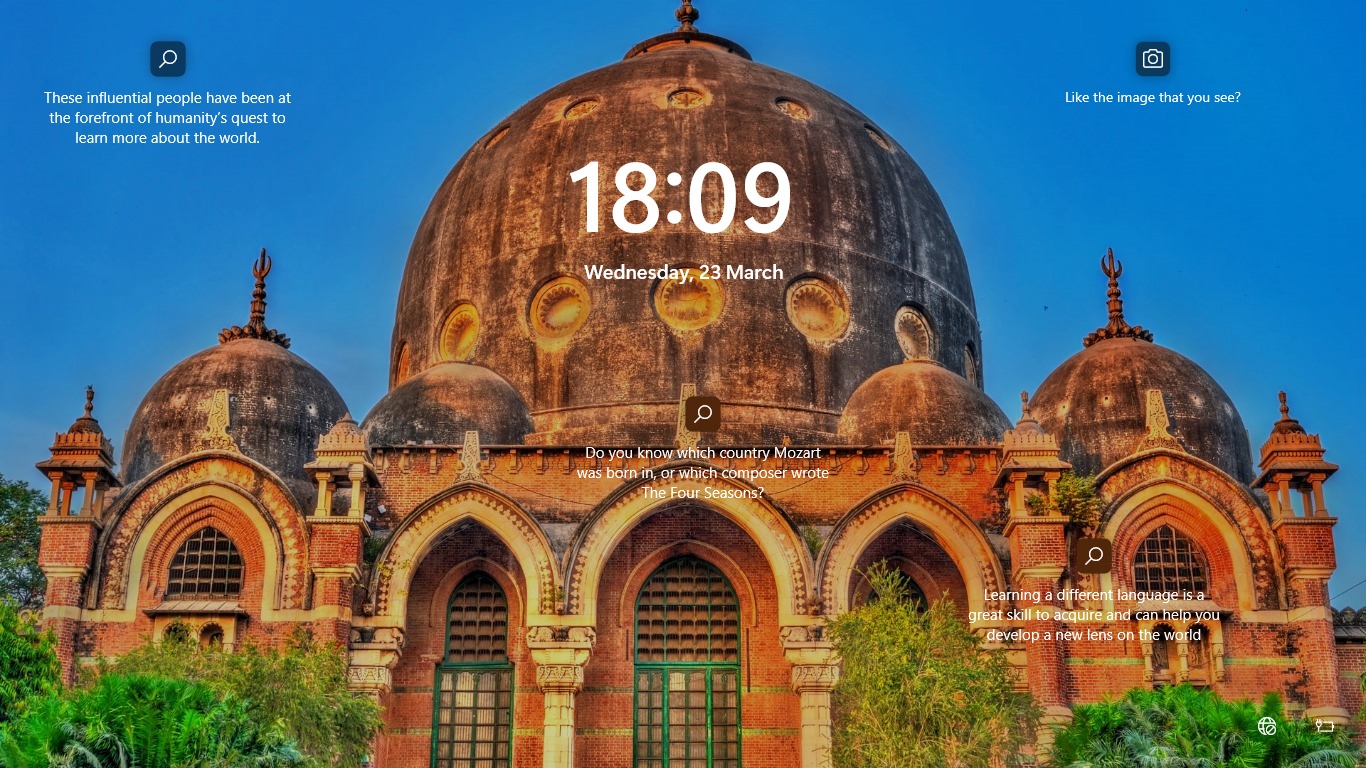 These influential people have been at
the forefront of humanity's quest to
learn more about the world.
Like the image that you see?
18:09
Wednesday, 23 March
Do you know which country Mozart
was born in, or which composer wrote
The Four Seasons?
Learning a different language is a
great skill to acquire and can help you
develop a new lens on the world